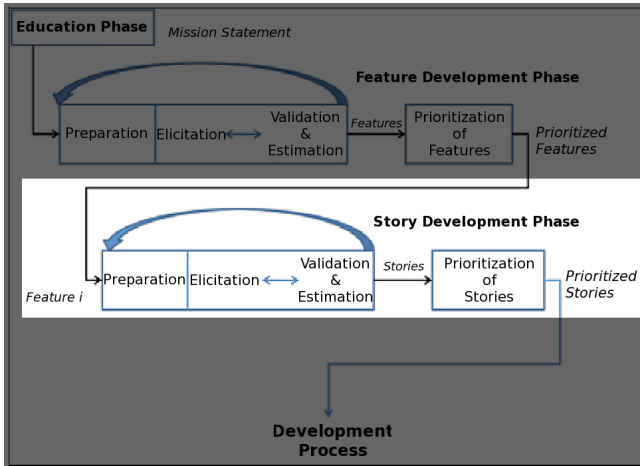 Education Phase
Mission Statement
Feature Development Phase
Preparation
Elicitation
Validation
&
Estimation
Features
Prioritization
of
Features
Prioritized
Features
Story Development Phase
Feature i
Preparation
Elicitation
Validation
&
Estimation
Stories
Prioritization
of
Stories
Prioritized
Stories
Development
Process